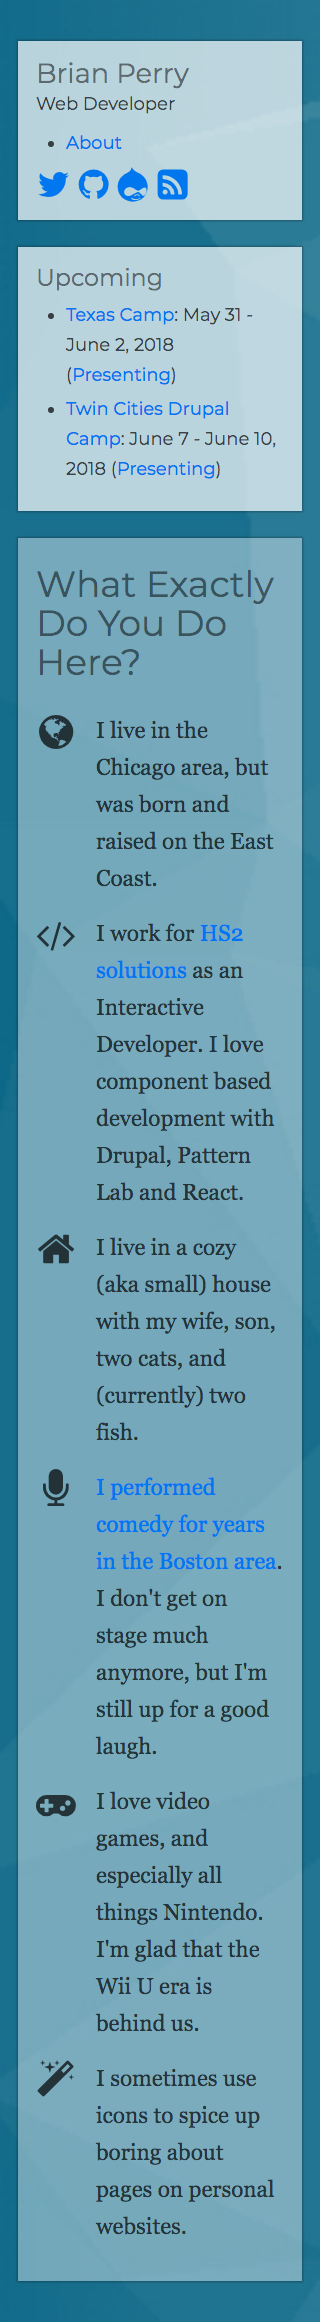 Brian Perry
Web Developer
About
Upcoming
Texas Camp: May 31 -
June 2, 2018
(Presenting)
Twin Cities Drupal
Camp: June 7 - June 10,
2018 (Presenting)
What Exactly
Do You Do
Here?
I live in the
Chicago area, but
was born and
raised on the East
Coast.
I work for HS2
solutions as an
Interactive
Developer. I love
component based
development with
Drupal, Pattern
Lab and React.
I live in a cozy
(aka small) house
with my wife, son,
two cats, and
(currently) two
fish.
I performed
comedy for years
in the Boston area.
I don't get on
stage much
anymore, but I'm
still up for a good
laugh.
I love video
games, and
especially all
things Nintendo.
I'm glad that the
Wii U era is
behind us.
I sometimes use
icons to spice up
boring about
pages on personal
websites.